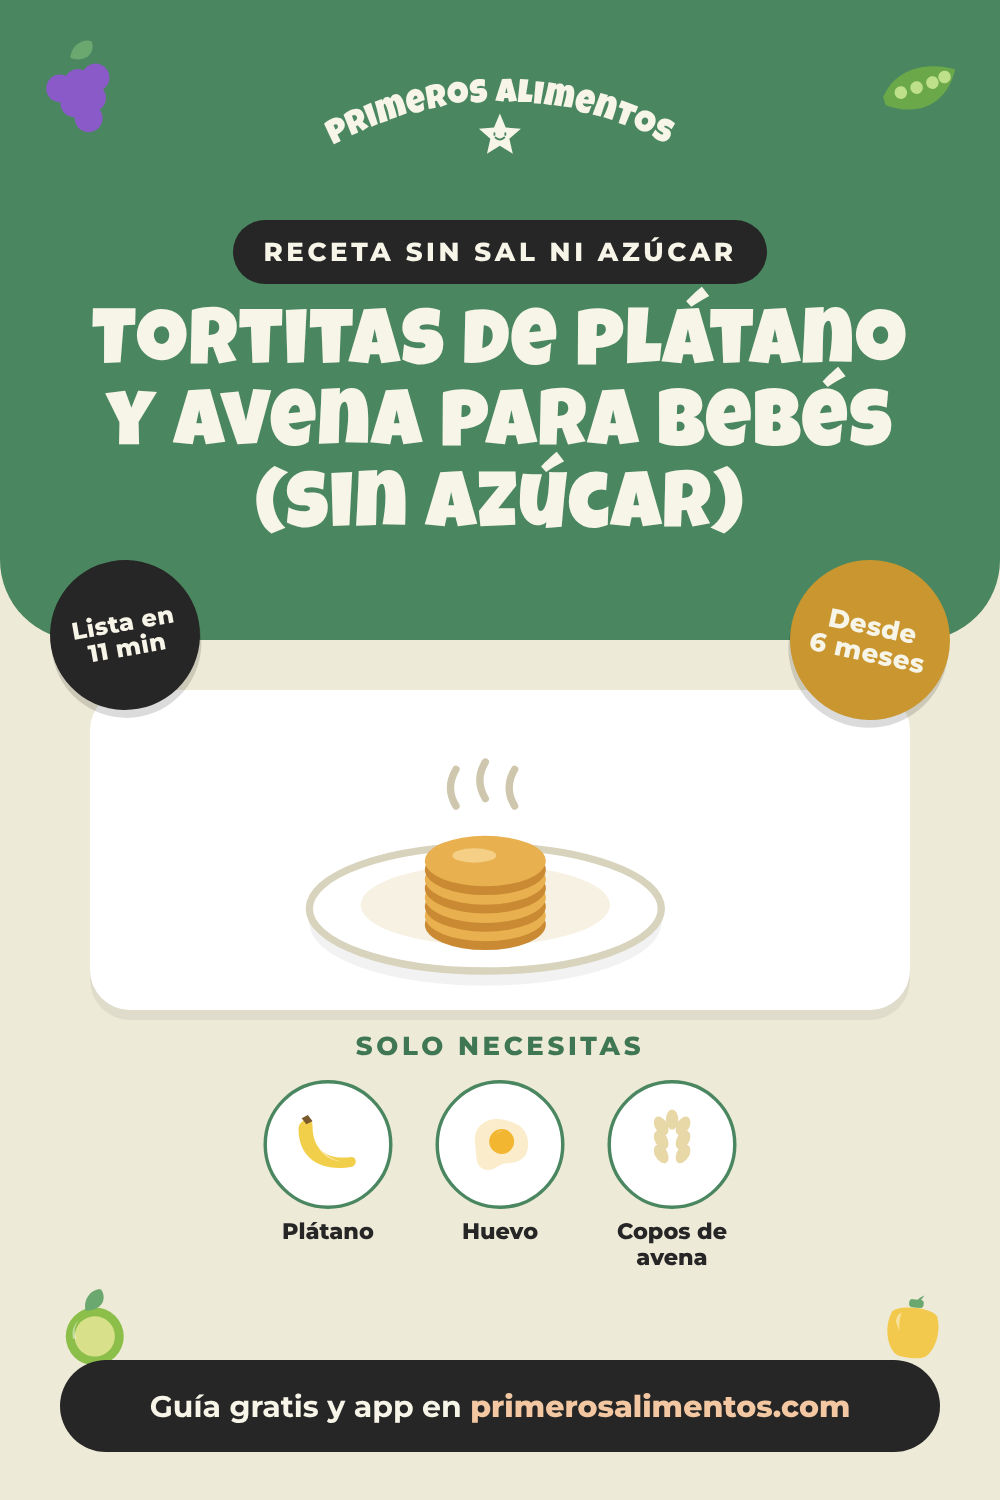 PRIMEROS ALIMENTOS
RECETA SIN SAL NI AZÚCAR
TORTITAS DE PLÁTANO
Y AVENA PARA BEBÉS
(SIN AZÚCAR)
Lista en
11 min
Desde
6 meses
SOLO NECESITAS
Plátano
Huevo
Copos de
avena
Guía gratis y app en primerosalimentos.com